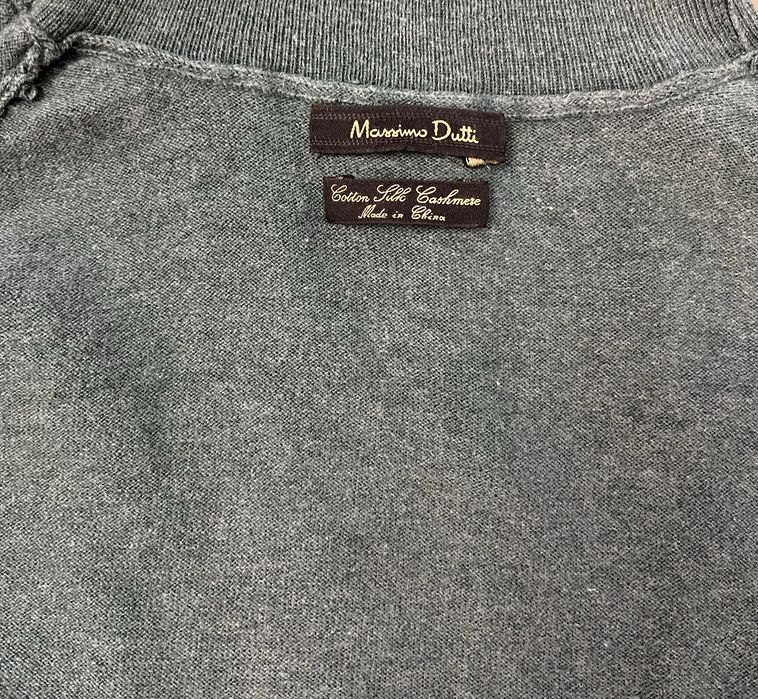 Massimo Dutti
Cotton Silk Cashmere
Made in China